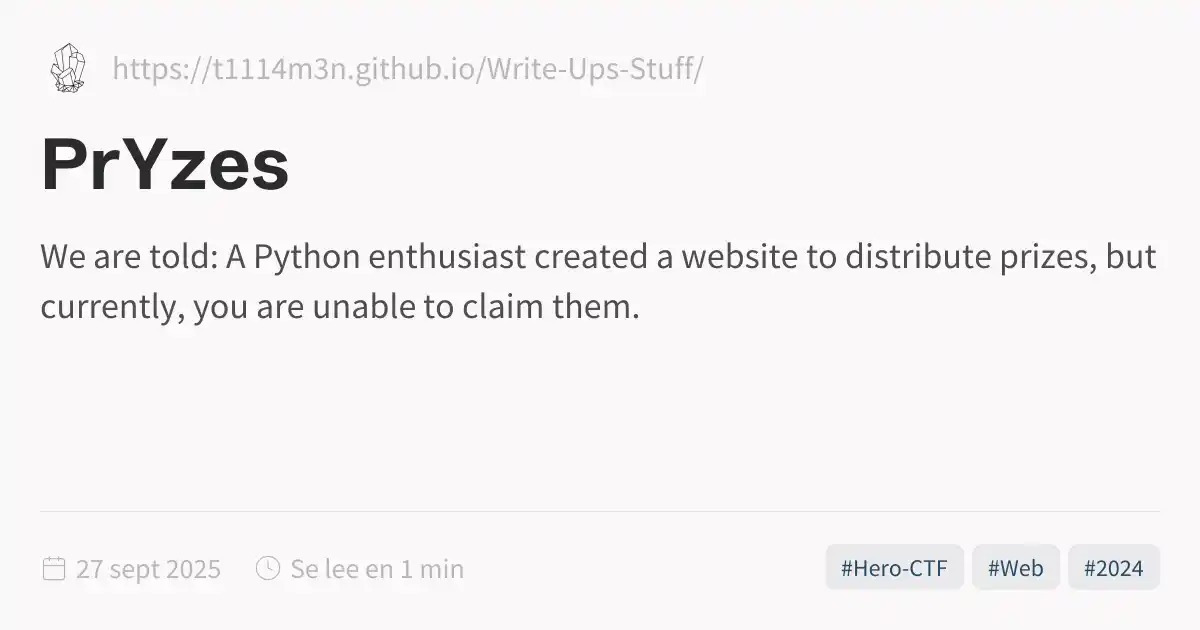 https://t1114m3n.github.io/Write-Ups-Stuff/
PrYzes
We are told: A Python enthusiast created a website to distribute prizes, but
currently, you are unable to claim them.
27 sept 2025
Se lee en 1 min
#Hero-CTF
#Web
#2024